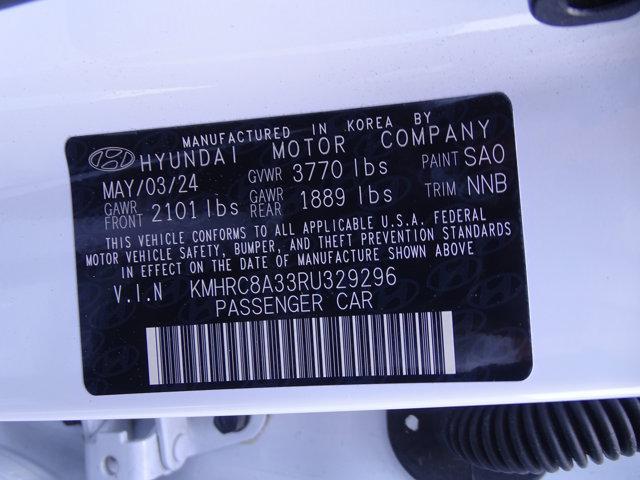 MANUFACTURED IN KOREA BY
HYUNDAI MOTOR COMPANY
MAY/03/24 GVWR 3770 lbs PAINT SAO
GAWR FRONT 2101 lbs GAWR REAR 1889 lbs TRIM NNB
THIS VEHICLE CONFORMS TO ALL APPLICABLE U.S.A. FEDERAL
MOTOR VEHICLE SAFETY, BUMPER, AND THEFT PREVENTION STANDARDS
IN EFFECT ON THE DATE OF MANUFACTURE SHOWN ABOVE
V.I.N KMHRC8A33RU329296
PASSENGER CAR